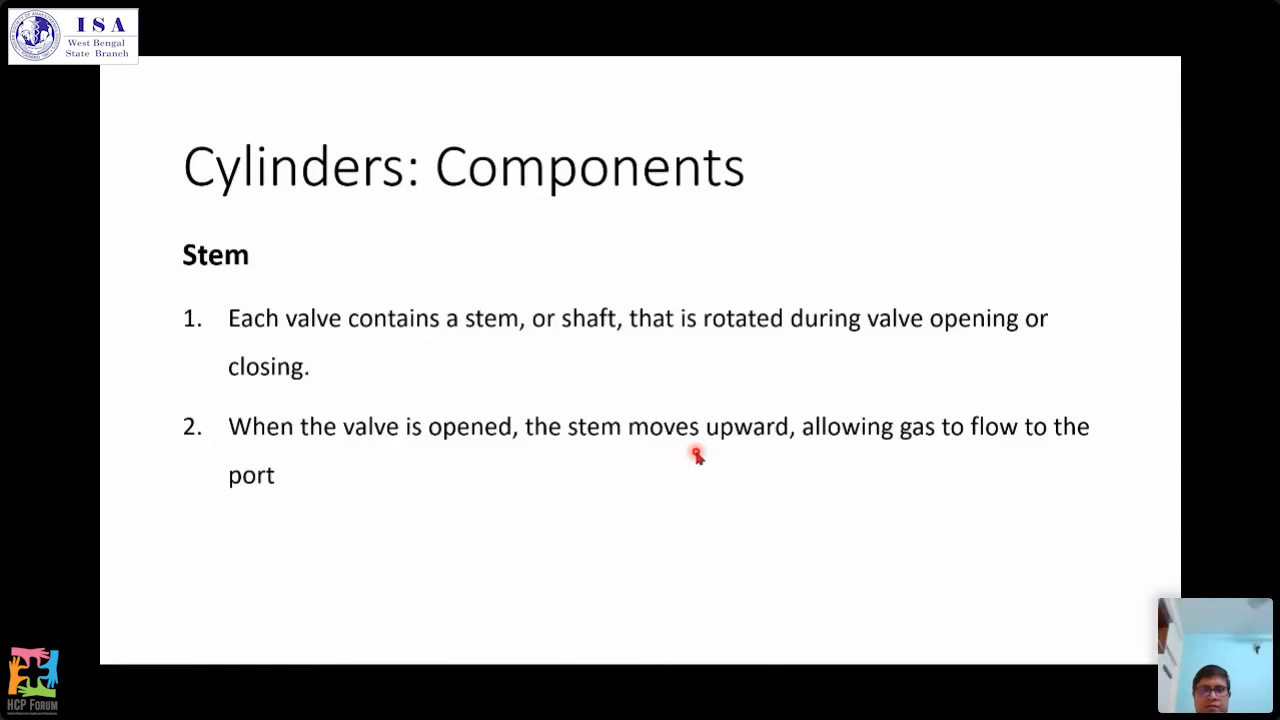 ISA
West Bengal
State Branch
Cylinders: Components
Stem
1. Each valve contains a stem, or shaft, that is rotated during valve opening or
closing.
2. When the valve is opened, the stem moves upward, allowing gas to flow to the
port
HCP FORUM